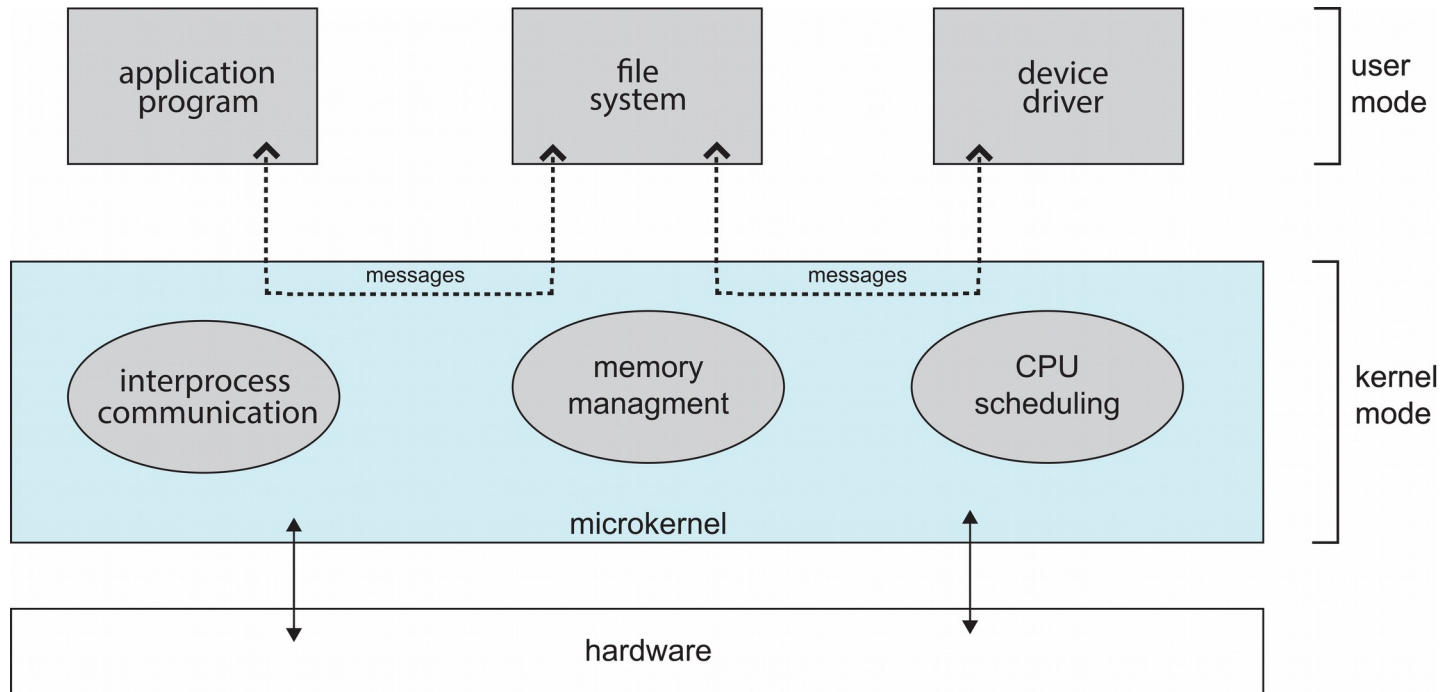 application
program
file
system
device
driver
user
mode
messages
messages
interprocess
communication
memory
managment
CPU
scheduling
kernel
mode
microkernel
hardware